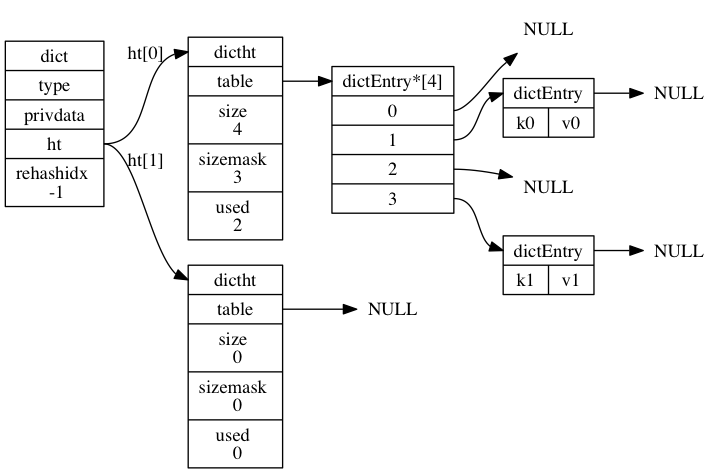 dict
type
privdata
ht
rehashidx
-1
ht[0]
ht[1]
dictht
table
size
4
sizemask
3
used
2
dictht
table
size
0
sizemask
0
used
0
NULL
dictEntry*[4]
0
1
2
3
NULL
dictEntry
k0 v0
NULL
NULL
dictEntry
k1 v1
NULL